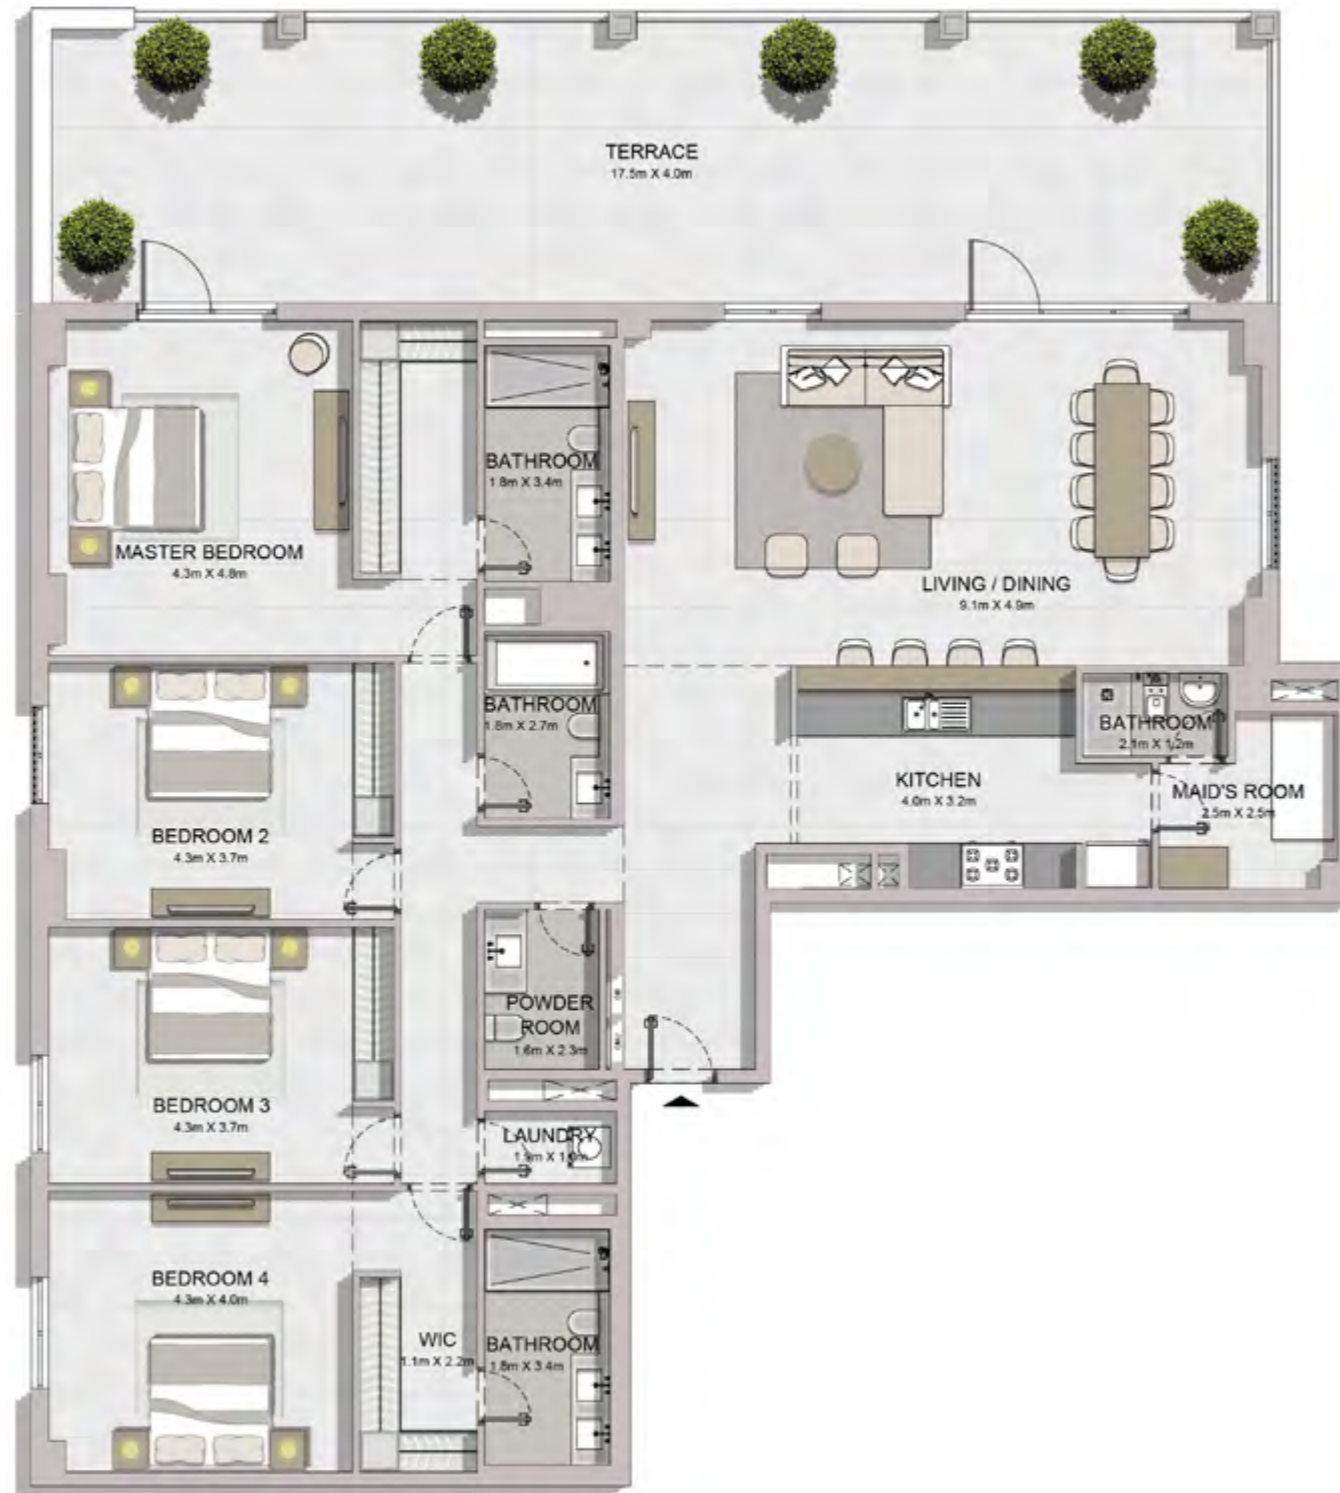 TERRACE
17.5m X 4.0m
BATHROOM
1.8m X 3.4m
MASTER BEDROOM
4.3m X 4.8m
LIVING / DINING
9.1m X 4.9m
BATHROOM
1.8m X 2.7m
BATHROOM
2.1m X 1.2m
KITCHEN
4.0m X 3.2m
MAID'S ROOM
2.5m X 2.5m
BEDROOM 2
4.3m X 3.7m
POWDER
ROOM
1.6m X 2.3m
BEDROOM 3
4.3m X 3.7m
LAUNDRY
BEDROOM 4
4.3m X 4.0m
WIC
1.1m X 2.2m
BATHROOM
1.8m X 3.4m